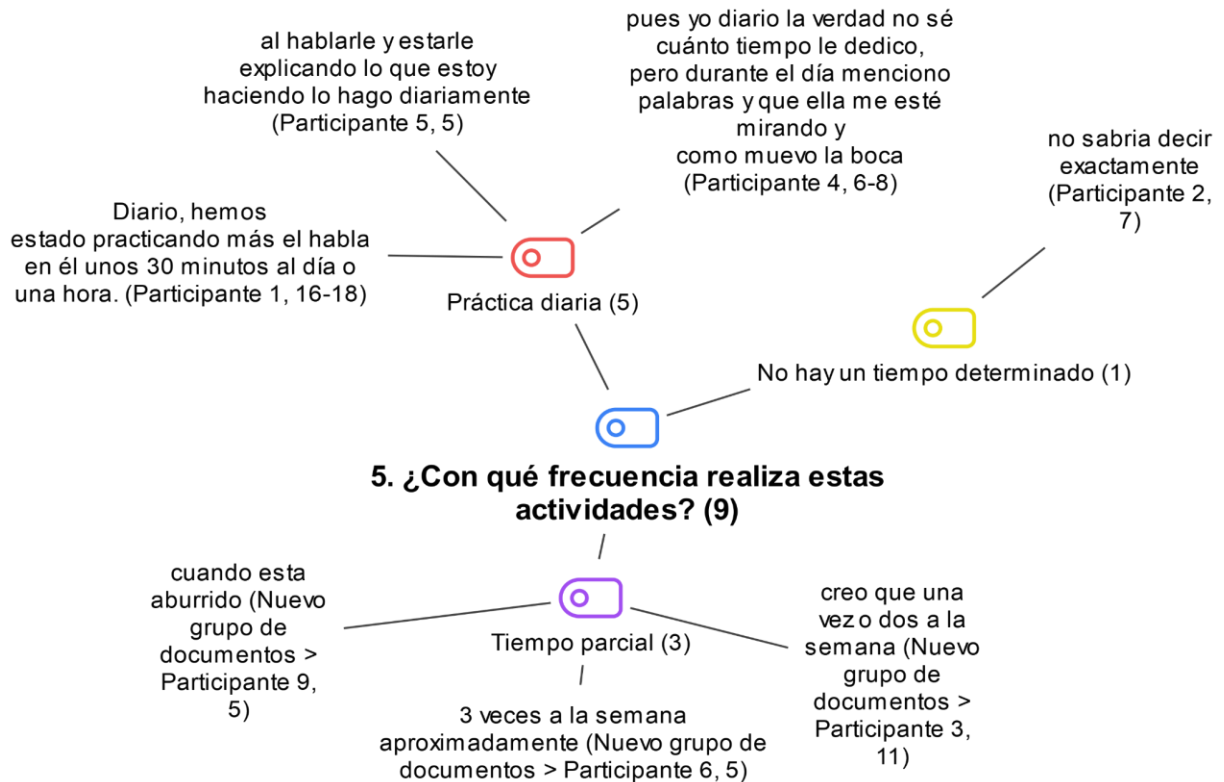 al hablarle y estarle
explicando lo que estoy
haciendo lo hago diariamente
(Participante 5, 5)
pues yo diario la verdad no sé
cuánto tiempo le dedico,
pero durante el día menciono
palabras y que ella me esté
mirando y
como muevo la boca
(Participante 4, 6-8)
no sabria decir
exactamente
(Participante 2,
7)
Diario, hemos
estado practicando más el habla
en él unos 30 minutos al día o
una hora. (Participante 1, 16-18)
Práctica diaria (5)
No hay un tiempo determinado (1)
5. ¿Con qué frecuencia realiza estas
actividades? (9)
cuando esta
aburrido (Nuevo
grupo de
documentos >
Participante 9,
5)
Tiempo parcial (3)
creo que una
vez o dos a la
semana (Nuevo
grupo de
documentos >
Participante 3,
11)
3 veces a la semana
aproximadamente (Nuevo grupo de
documentos > Participante 6, 5)